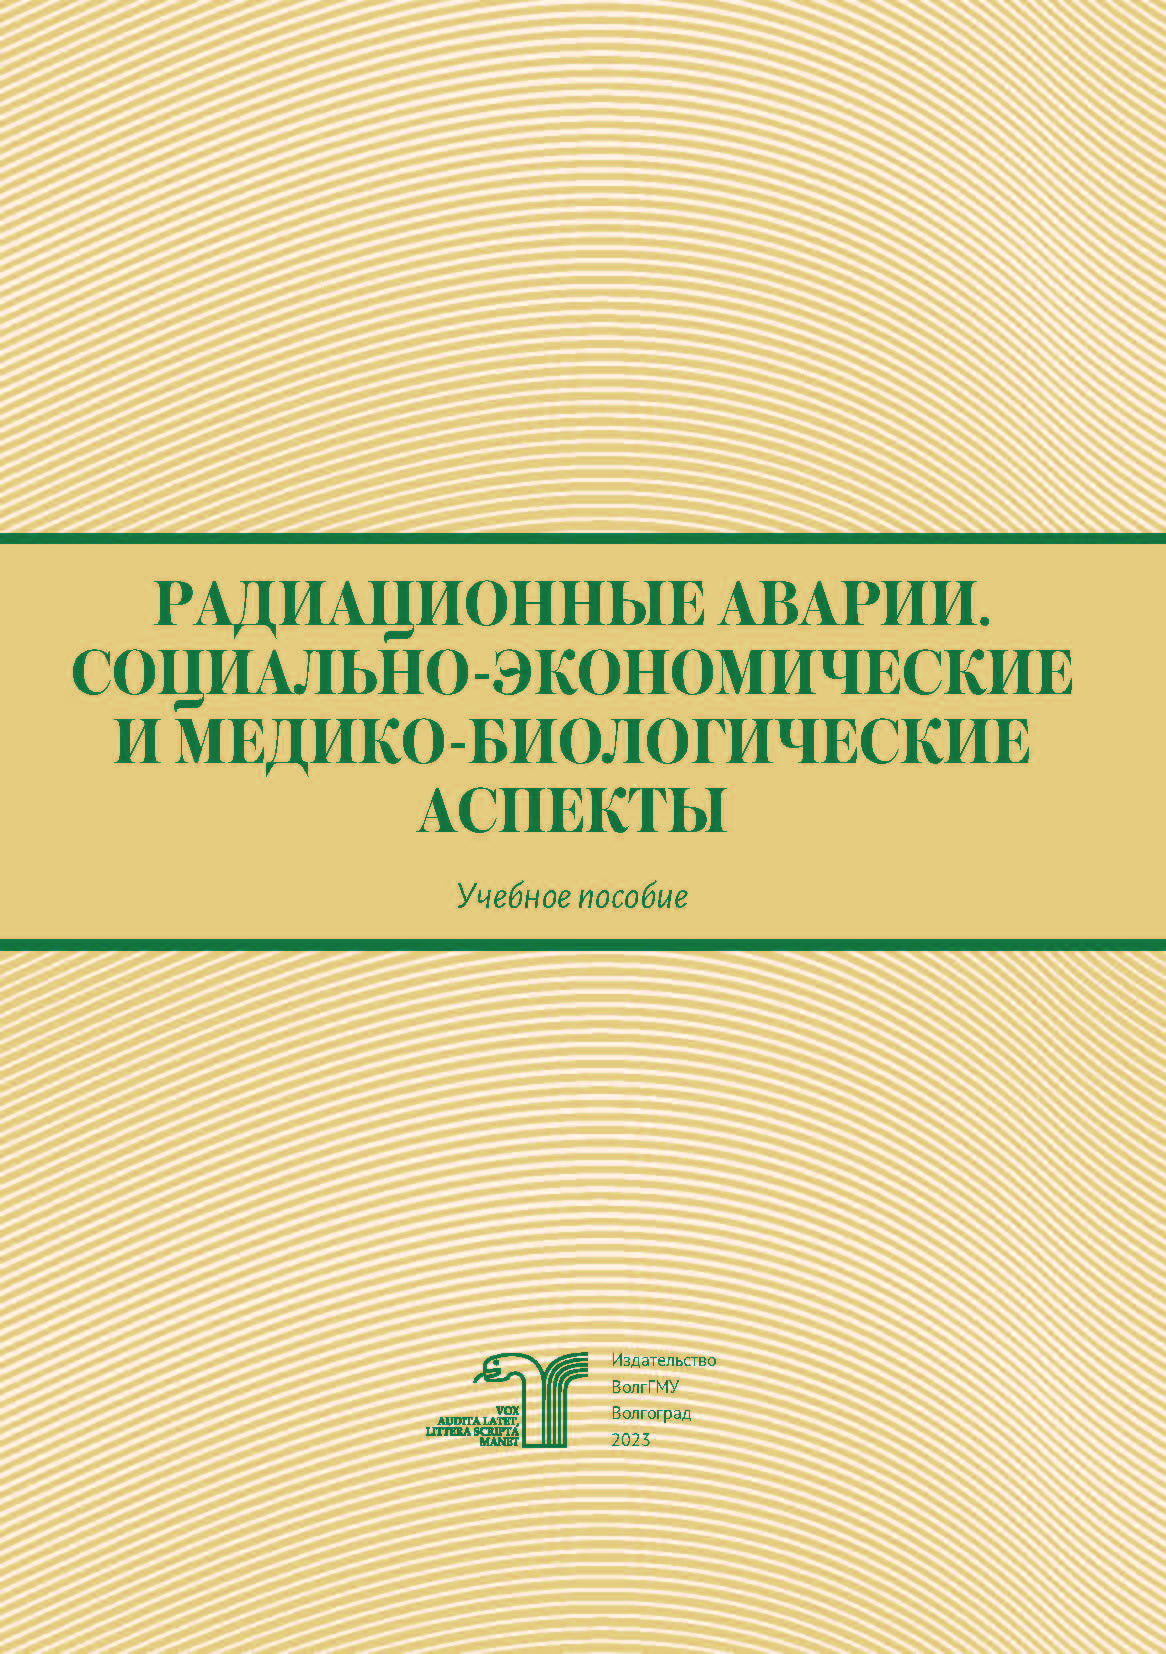 РАДИАЦИОННЫЕ АВАРИИ.
СОЦИАЛЬНО-ЭКОНОМИЧЕСКИЕ
И МЕДИКО-БИОЛОГИЧЕСКИЕ
АСПЕКТЫ
Учебное пособие
VOX
AUDITA LATET,
LITTERA SCRIPTA
MANET
Издательство
ВолгГМУ
Волгоград
2023